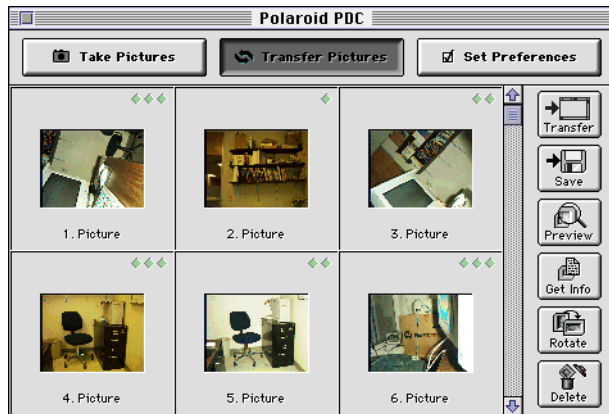 Polaroid PDC
Take Pictures
Transfer Pictures
Set Preferences
1. Picture
2. Picture
3. Picture
4. Picture
5. Picture
6. Picture
Transfer
Save
Preview
Get Info
Rotate
Delete